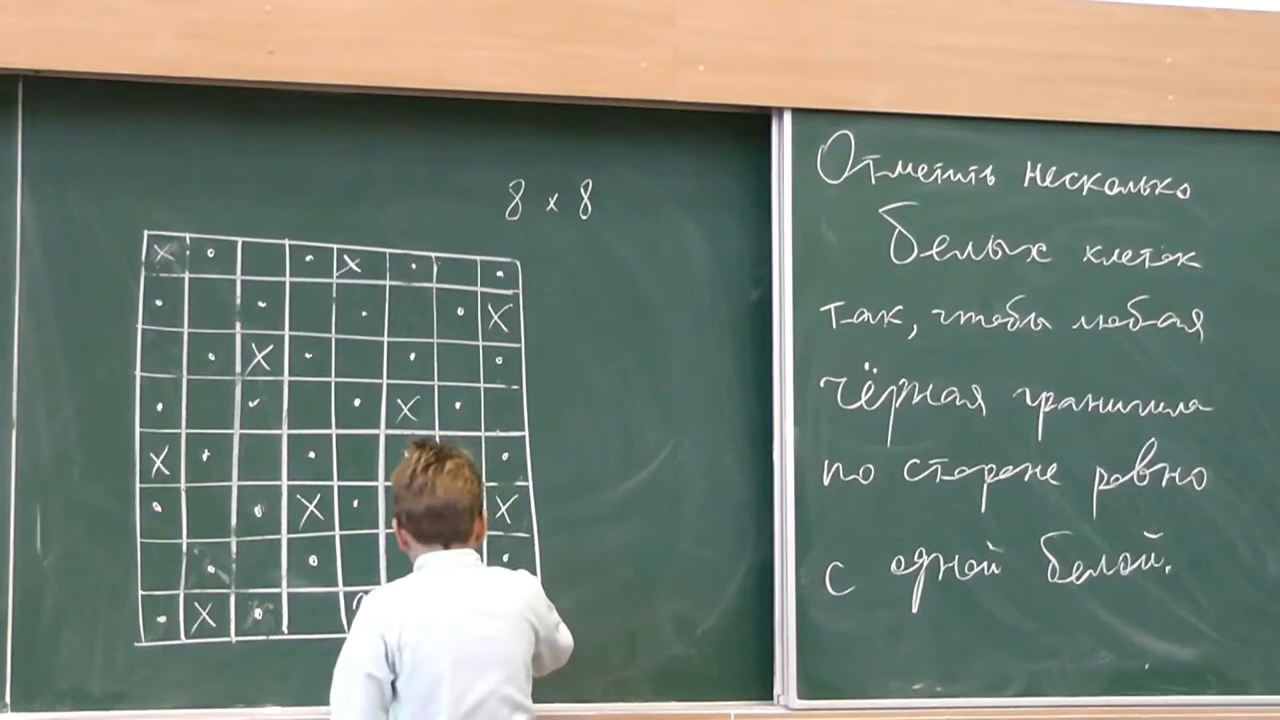 8 x 8
Отметить несколько
белых клеток
так, чтобы любая
чёрная граничила
по стороне ровно
с одной белой.